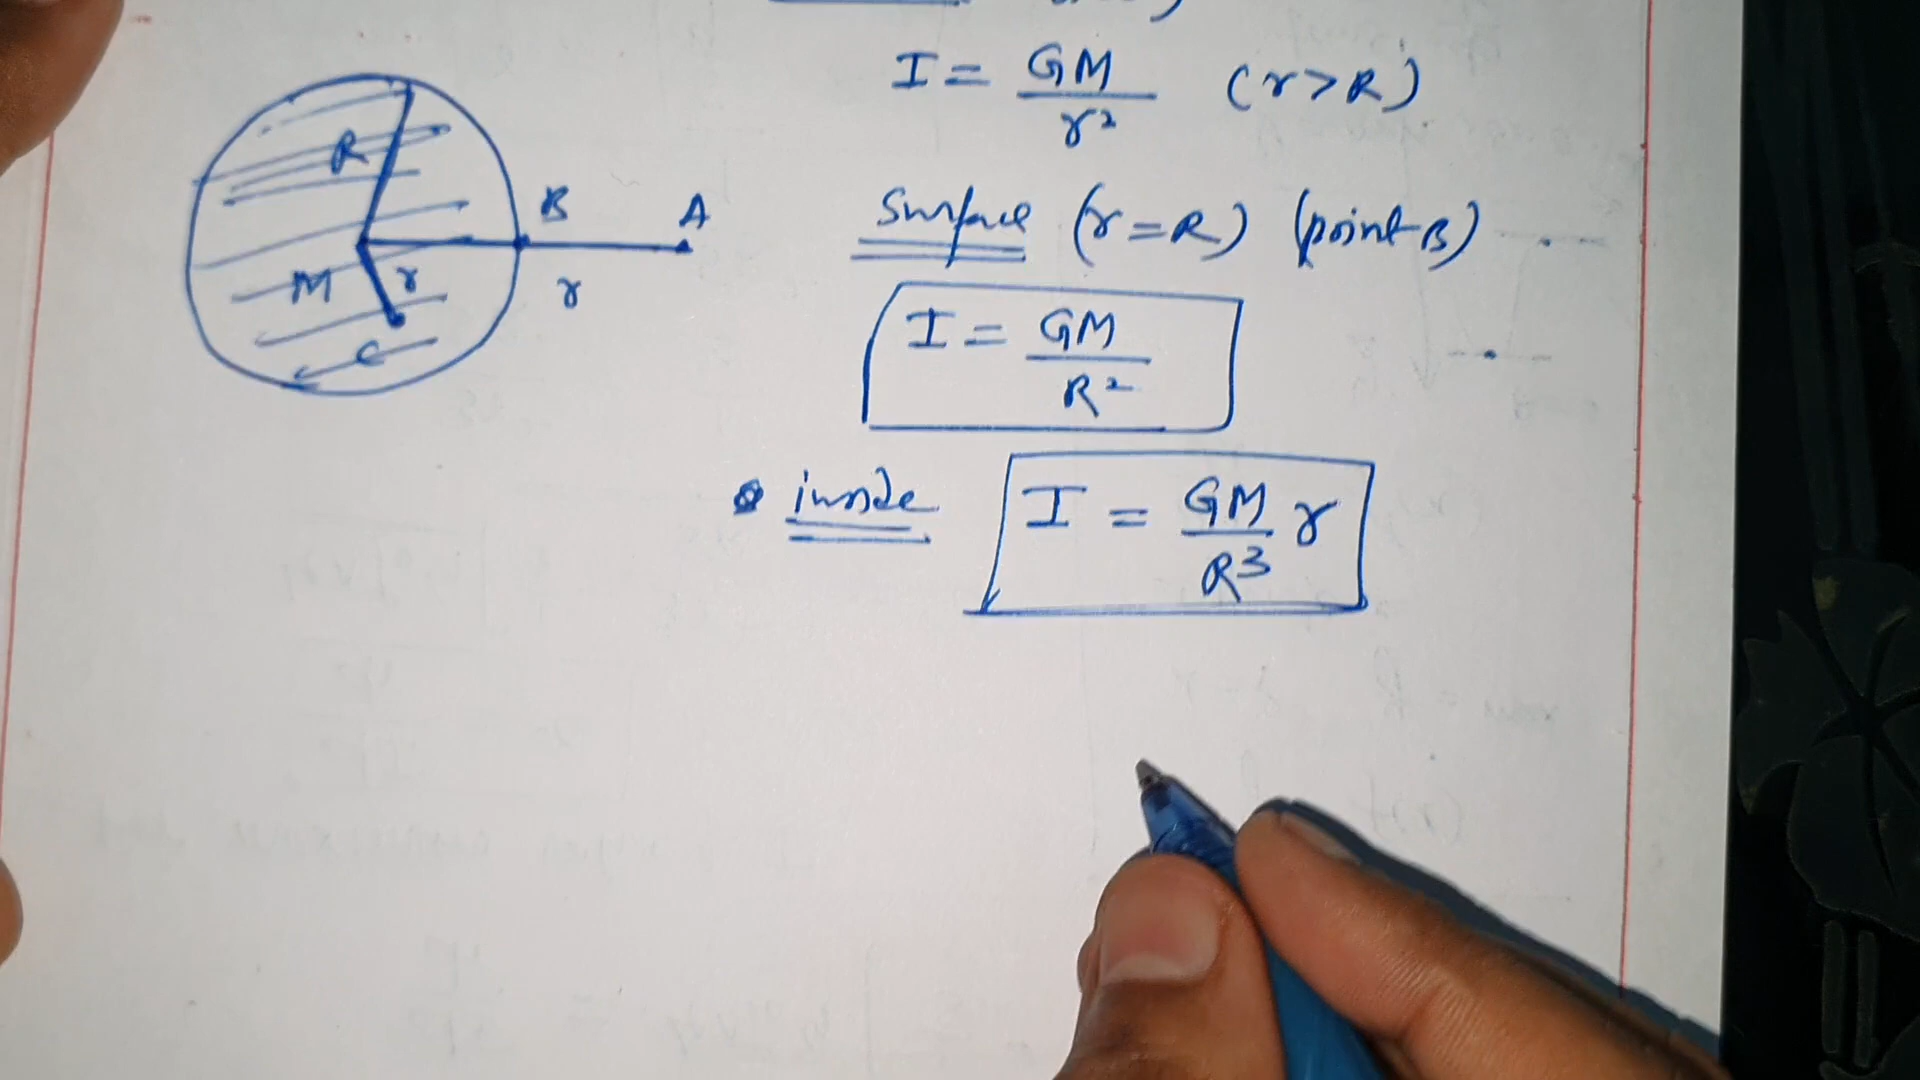 I = GM/r² (r>R)
Surface (r=R) (point B)
I = GM/R²
inside I = GM/R³ r
R
B A
M r r
C